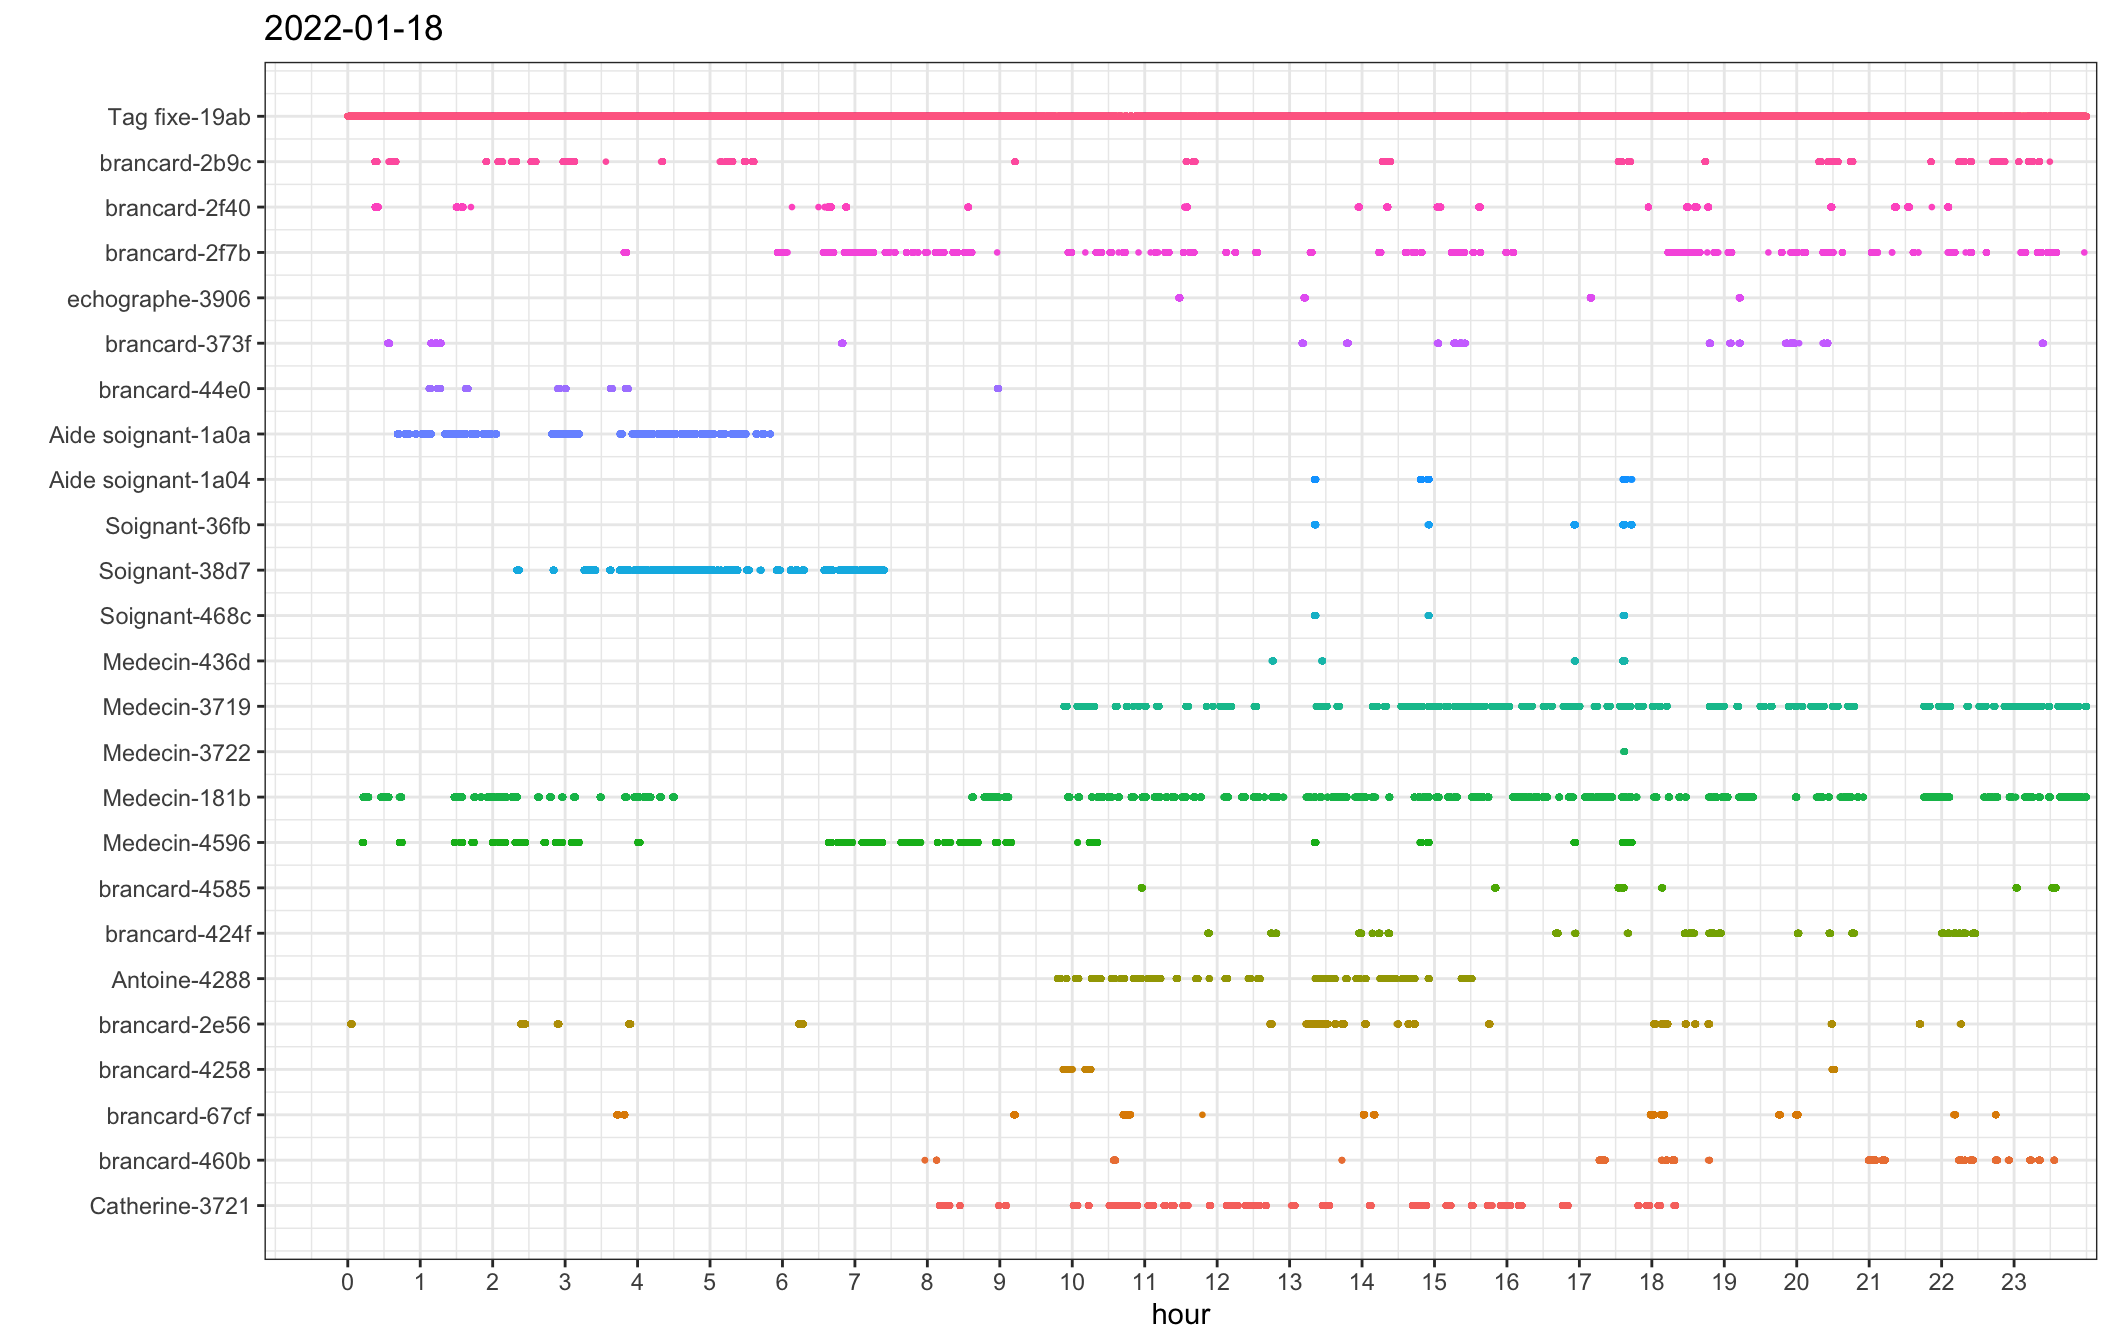 2022-01-18
Tag fixe-19ab
brancard-2b9c
brancard-2f40
brancard-2f7b
echographe-3906
brancard-373f
brancard-44e0
Aide soignant-1a0a
Aide soignant-1a04
Soignant-36fb
Soignant-38d7
Soignant-468c
Medecin-436d
Medecin-3719
Medecin-3722
Medecin-181b
Medecin-4596
brancard-4585
brancard-424f
Antoine-4288
brancard-2e56
brancard-4258
brancard-67cf
brancard-460b
Catherine-3721
0 1 2 3 4 5 6 7 8 9 10 11 12 13 14 15 16 17 18 19 20 21 22 23
hour